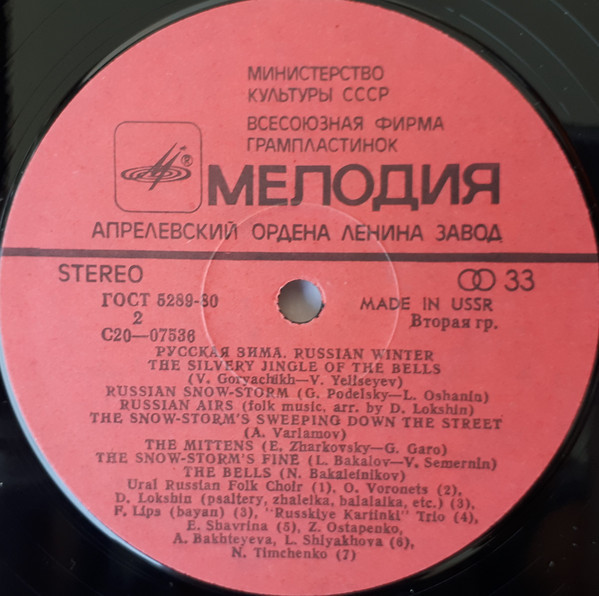 МИНИСТЕРСТВО
КУЛЬТУРЫ СССР
ВСЕСОЮЗНАЯ ФИРМА
ГРАМПЛАСТИНОК
® МЕЛОДИЯ
АПРЕЛЕВСКИЙ ОРДЕНА ЛЕНИНА ЗАВОД
STEREO 33
ГОСТ 5289-80 MADE IN USSR
2 Вторая гр.
С20—07536
РУССКАЯ ЗИМА. RUSSIAN WINTER
THE SILVERY JINGLE OF THE BELLS
(V. Goryachikh—V. Yeliseyev)
RUSSIAN SNOW-STORM (G. Podelsky—L. Oshanin)
RUSSIAN AIRS (folk music, arr. by D. Lokshin)
THE SNOW-STORM'S SWEEPING DOWN THE STREET
(A. Varlamov)
THE MITTENS (E. Zharkovsky—G. Garo)
THE SNOW-STORM'S FINE (L. Bakalov—V. Semernin)
THE BELLS (N. Bakaleinikov)
Ural Russian Folk Choir (1), O. Voronets (2),
D. Lokshin (psaltery, zhaleika, balalaika, etc.) (3),
F. Lips (bayan) (3), "Russkiye Kartinki" Trio (4),
E. Shavrina (5), Z. Ostapenko,
A. Bakhteyeva, L. Shlyakhova (6),
N. Timchenko (7)